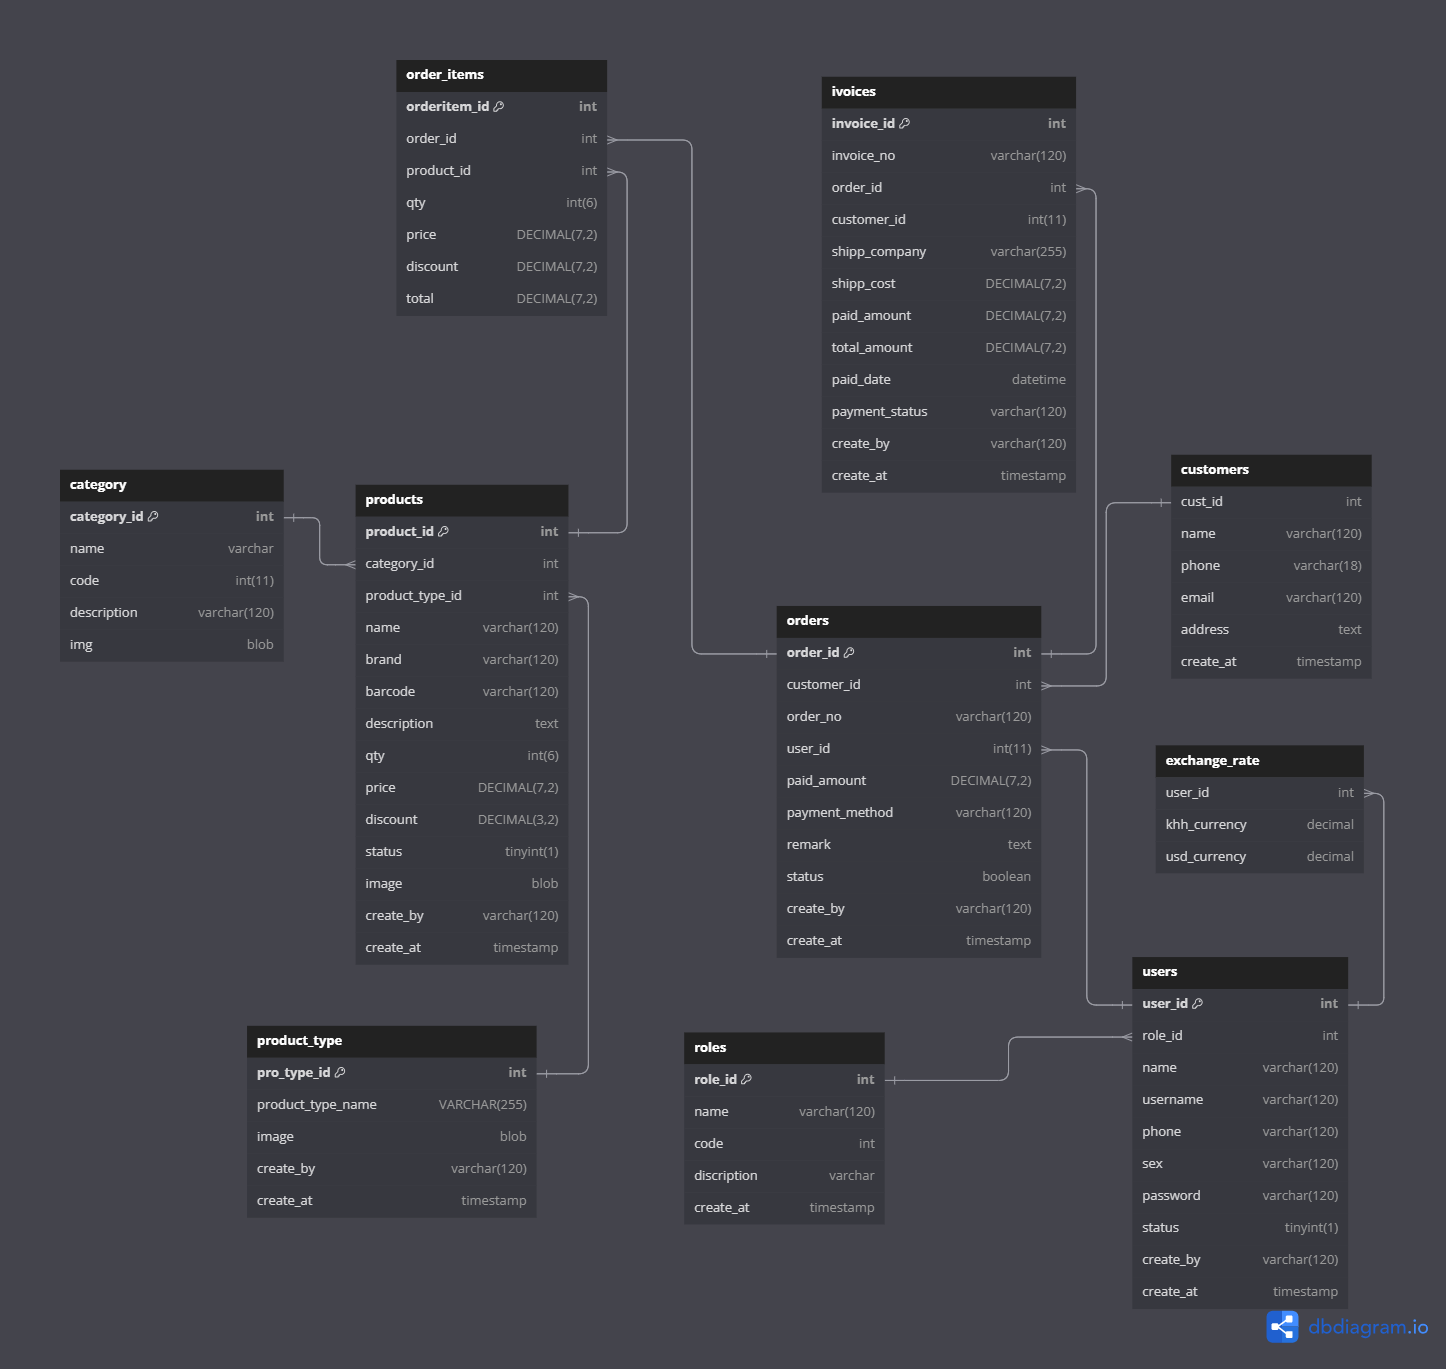 order_items
orderitem_id int
order_id int
product_id int
qty int(6)
price DECIMAL(7,2)
discount DECIMAL(7,2)
total DECIMAL(7,2)
ivoices
invoice_id int
invoice_no varchar(120)
order_id int
customer_id int(11)
shipp_company varchar(255)
shipp_cost DECIMAL(7,2)
paid_amount DECIMAL(7,2)
total_amount DECIMAL(7,2)
paid_date datetime
payment_status varchar(120)
create_by varchar(120)
create_at timestamp
category
category_id int
name varchar
code int(11)
description varchar(120)
img blob
products
product_id int
category_id int
product_type_id int
name varchar(120)
brand varchar(120)
barcode varchar(120)
description text
qty int(6)
price DECIMAL(7,2)
discount DECIMAL(3,2)
status tinyint(1)
image blob
create_by varchar(120)
create_at timestamp
customers
cust_id int
name varchar(120)
phone varchar(18)
email varchar(120)
address text
create_at timestamp
orders
order_id int
customer_id int
order_no varchar(120)
user_id int(11)
paid_amount DECIMAL(7,2)
payment_method varchar(120)
remark text
status boolean
create_by varchar(120)
create_at timestamp
exchange_rate
user_id int
khh_currency decimal
usd_currency decimal
product_type
pro_type_id int
product_type_name VARCHAR(255)
image blob
create_by varchar(120)
create_at timestamp
roles
role_id int
name varchar(120)
code int
discription varchar
create_at timestamp
users
user_id int
role_id int
name varchar(120)
username varchar(120)
phone varchar(120)
sex varchar(120)
password varchar(120)
status tinyint(1)
create_by varchar(120)
create_at timestamp
dbdiagram.io